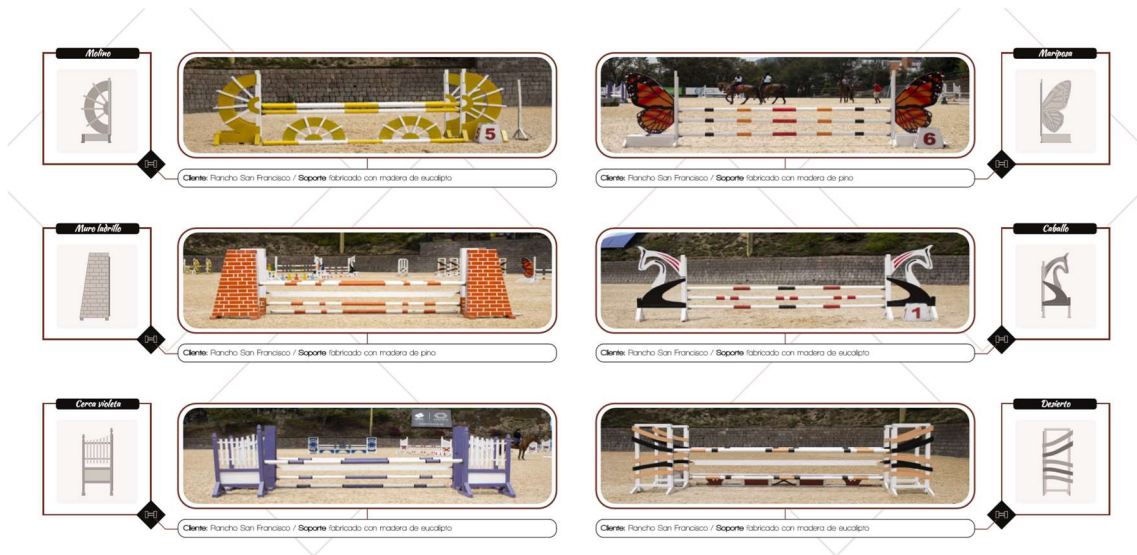 Molino
5
Cliente: Rancho San Francisco / Soporte fabricado con madera de eucalipto
Mariposa
6
Cliente: Rancho San Francisco / Soporte fabricado con madera de pino
Muro ladrillo
Cliente: Rancho San Francisco / Soporte fabricado con madera de pino
Caballo
1
Cliente: Rancho San Francisco / Soporte fabricado con madera de eucalipto
Cerca violeta
Cliente: Rancho San Francisco / Soporte fabricado con madera de eucalipto
Desierto
Cliente: Rancho San Francisco / Soporte fabricado con madera de eucalipto